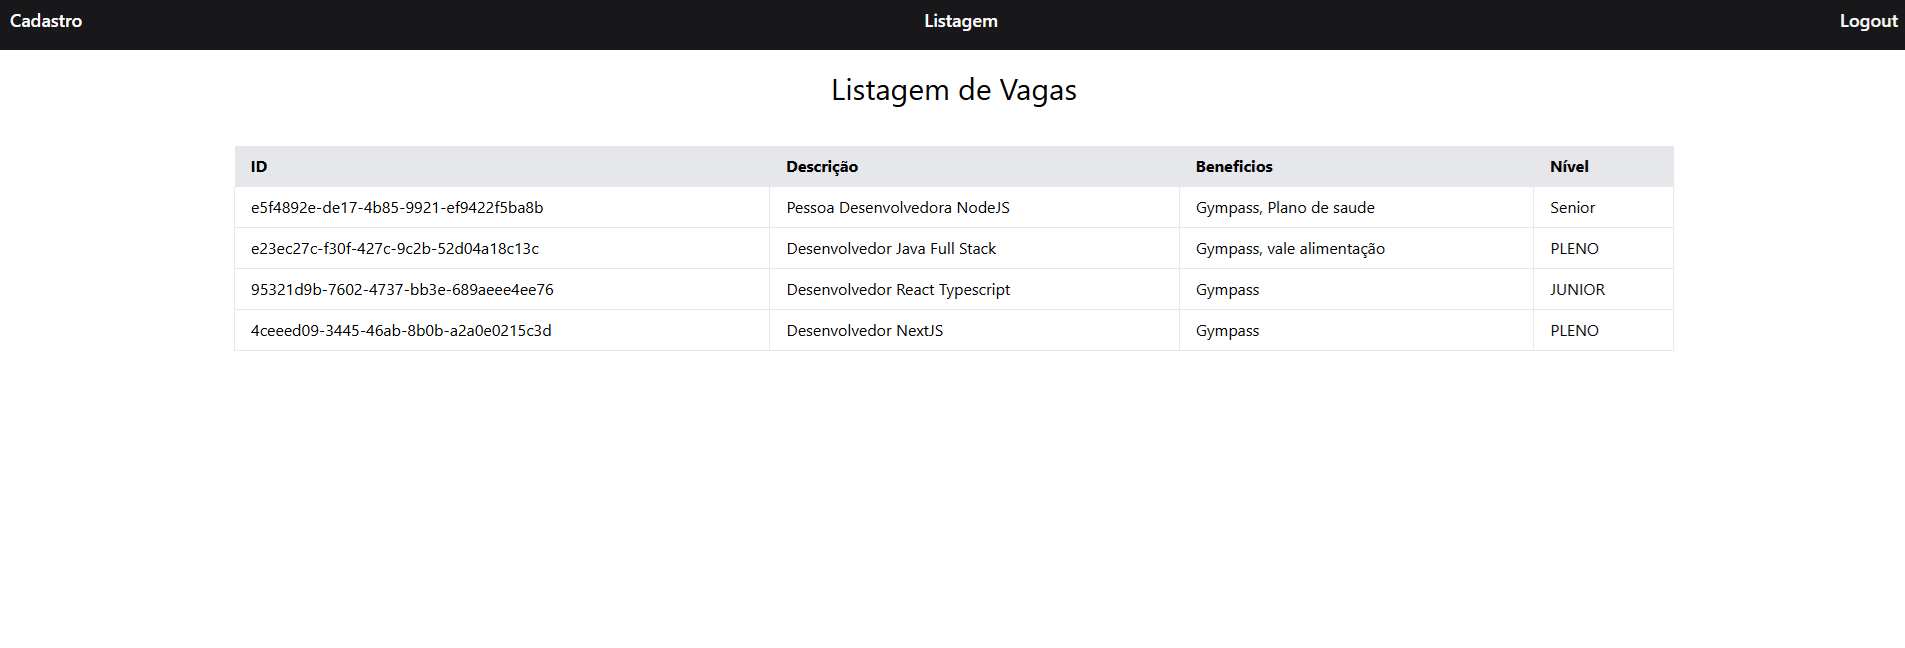 Cadastro Listagem Logout
Listagem de Vagas
ID Descrição Beneficios Nível
e5f4892e-de17-4b85-9921-ef9422f5ba8b Pessoa Desenvolvedora NodeJS Gympass, Plano de saude Senior
e23ec27c-f30f-427c-9c2b-52d04a18c13c Desenvolvedor Java Full Stack Gympass, vale alimentação PLENO
95321d9b-7602-4737-bb3e-689aeee4ee76 Desenvolvedor React Typescript Gympass JUNIOR
4ceeed09-3445-46ab-8b0b-a2a0e0215c3d Desenvolvedor NextJS Gympass PLENO